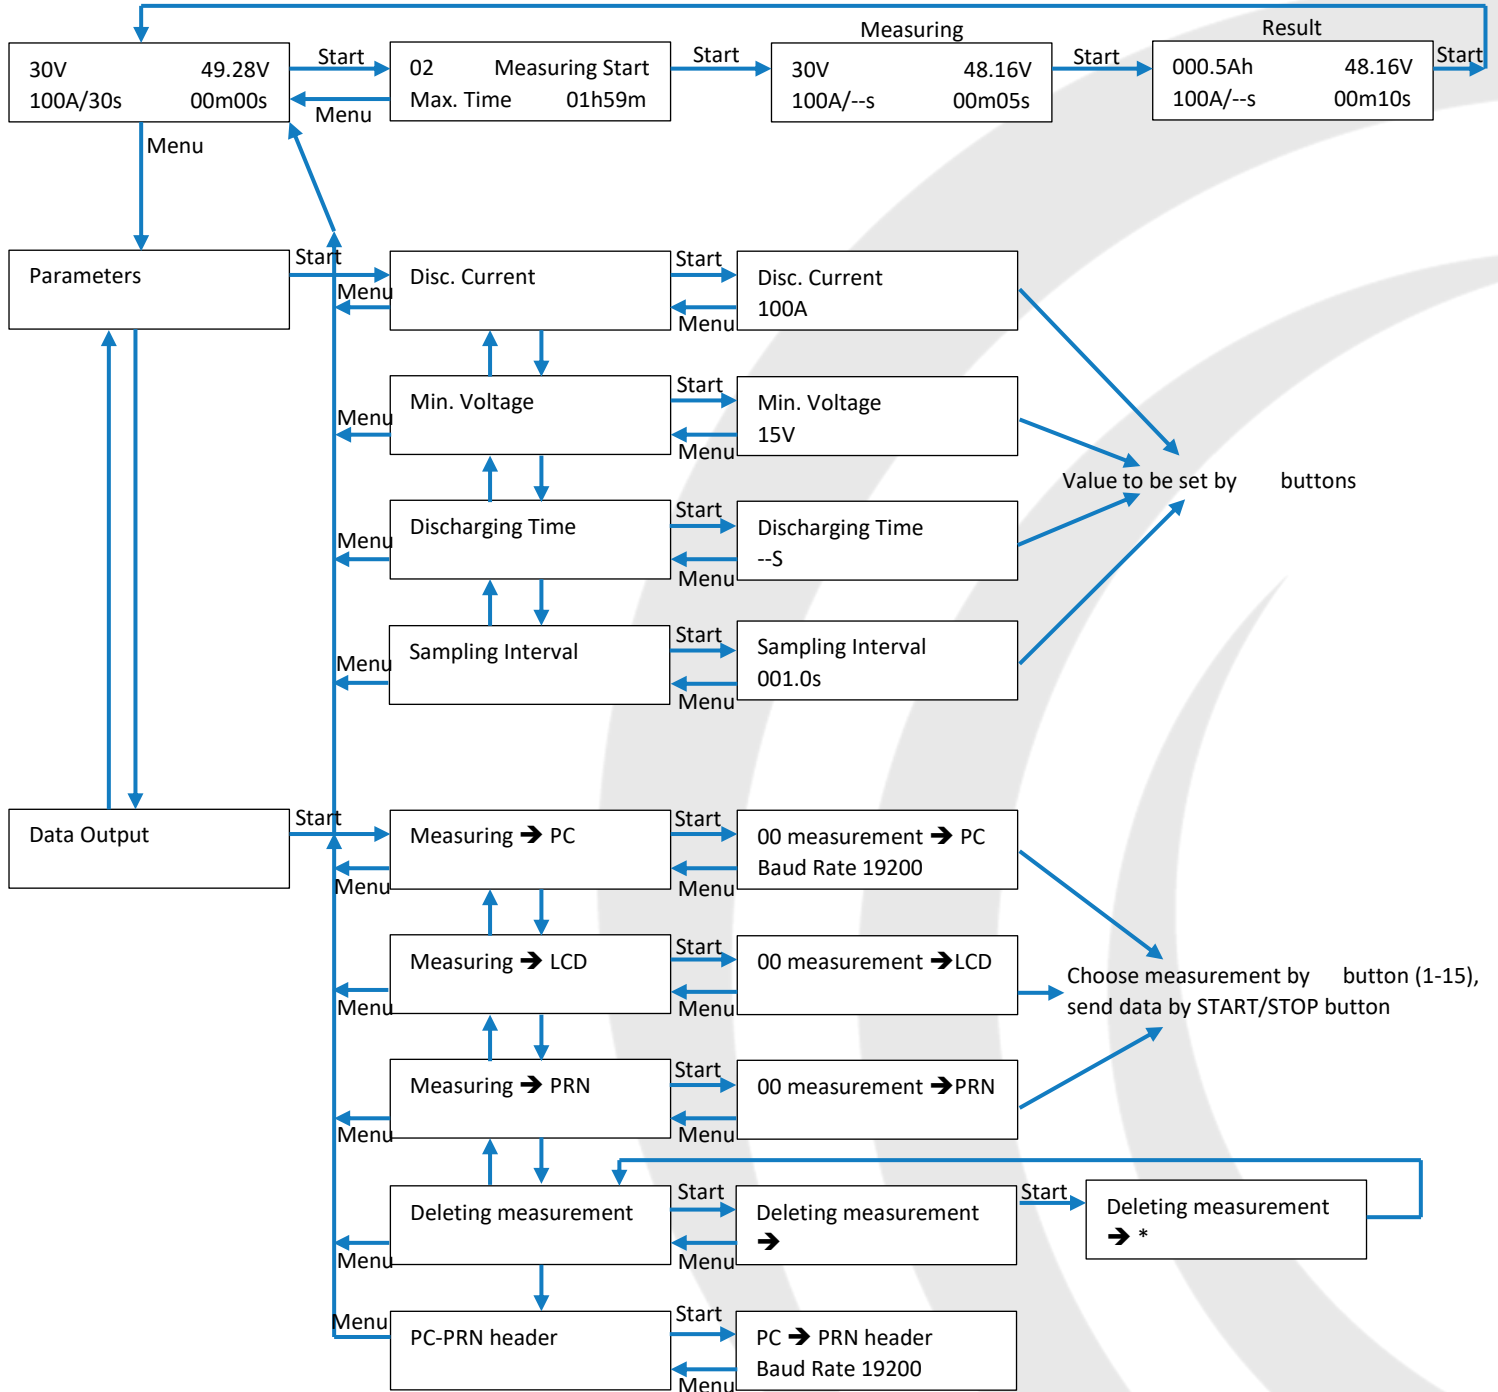 Measuring
Result
30V 49.28V
100A/30s 00m00s
Start
Menu
02 Measuring Start
Max. Time 01h59m
Start
30V 48.16V
100A/--s 00m05s
Start
000.5Ah 48.16V
100A/--s 00m10s
Start
Menu
Parameters
Start
Menu
Disc. Current
Start
Menu
Disc. Current
100A
Menu
Min. Voltage
Start
Menu
Min. Voltage
15V
Value to be set by buttons
Menu
Discharging Time
Start
Menu
Discharging Time
--S
Menu
Sampling Interval
Start
Menu
Sampling Interval
001.0s
Data Output
Start
Menu
Measuring ➔ PC
Start
Menu
00 measurement ➔ PC
Baud Rate 19200
Menu
Measuring ➔ LCD
Start
Menu
00 measurement ➔LCD
Choose measurement by button (1-15),
send data by START/STOP button
Menu
Measuring ➔ PRN
Start
Menu
00 measurement ➔PRN
Menu
Deleting measurement
Start
Menu
Deleting measurement
➔
Start
Deleting measurement
➔ *
Menu
PC-PRN header
Start
Menu
PC ➔ PRN header
Baud Rate 19200